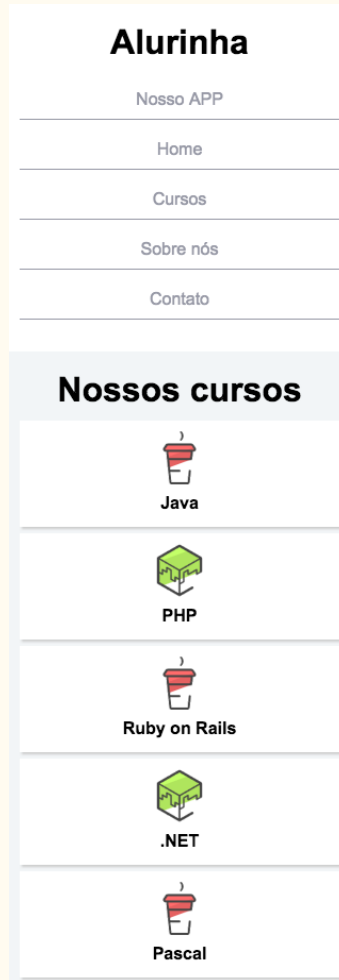 Alurinha
Nosso APP
Home
Cursos
Sobre nós
Contato
Nossos cursos
Java
PHP
Ruby on Rails
.NET
Pascal